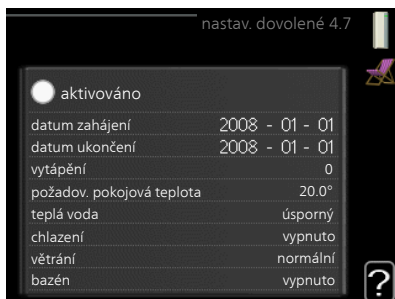 nastav. dovolené 4.7
aktivováno
datum zahájení 2008 - 01 - 01
datum ukončení 2008 - 01 - 01
vytápění 0
požadov. pokojová teplota 20.0°
teplá voda úsporný
chlazení vypnuto
větrání normální
bazén vypnuto
?